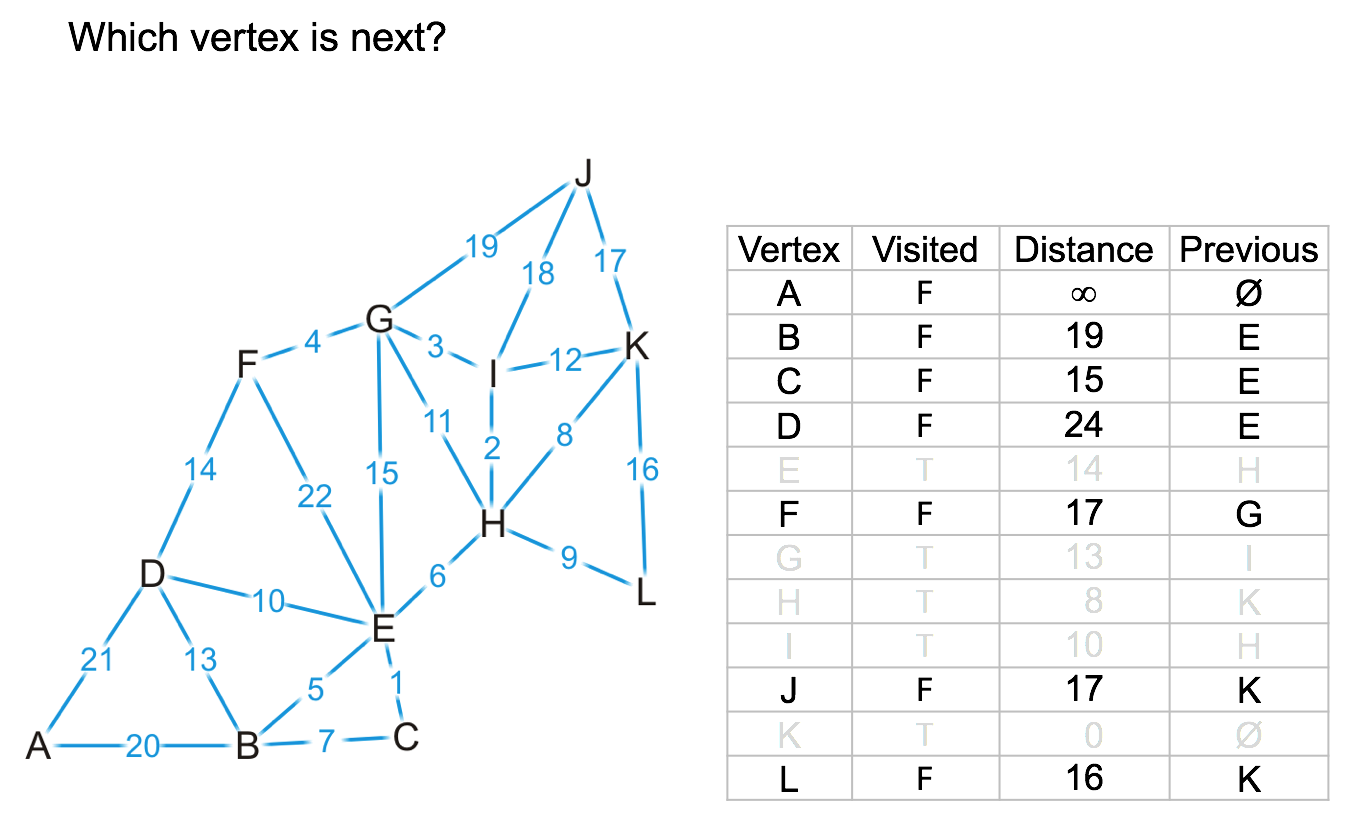 Which vertex is next?
J
19
18
17
G
K
4
3
12
F
I
11
8
14
15
2
16
22
H
9
6
L
D
10
E
21
13
5
1
A
20
B
7
C
Vertex Visited Distance Previous
A F ∞ Ø
B F 19 E
C F 15 E
D F 24 E
E T 14 H
F F 17 G
G T 13 I
H T 8 K
I T 10 H
J F 17 K
K T 0 Ø
L F 16 K